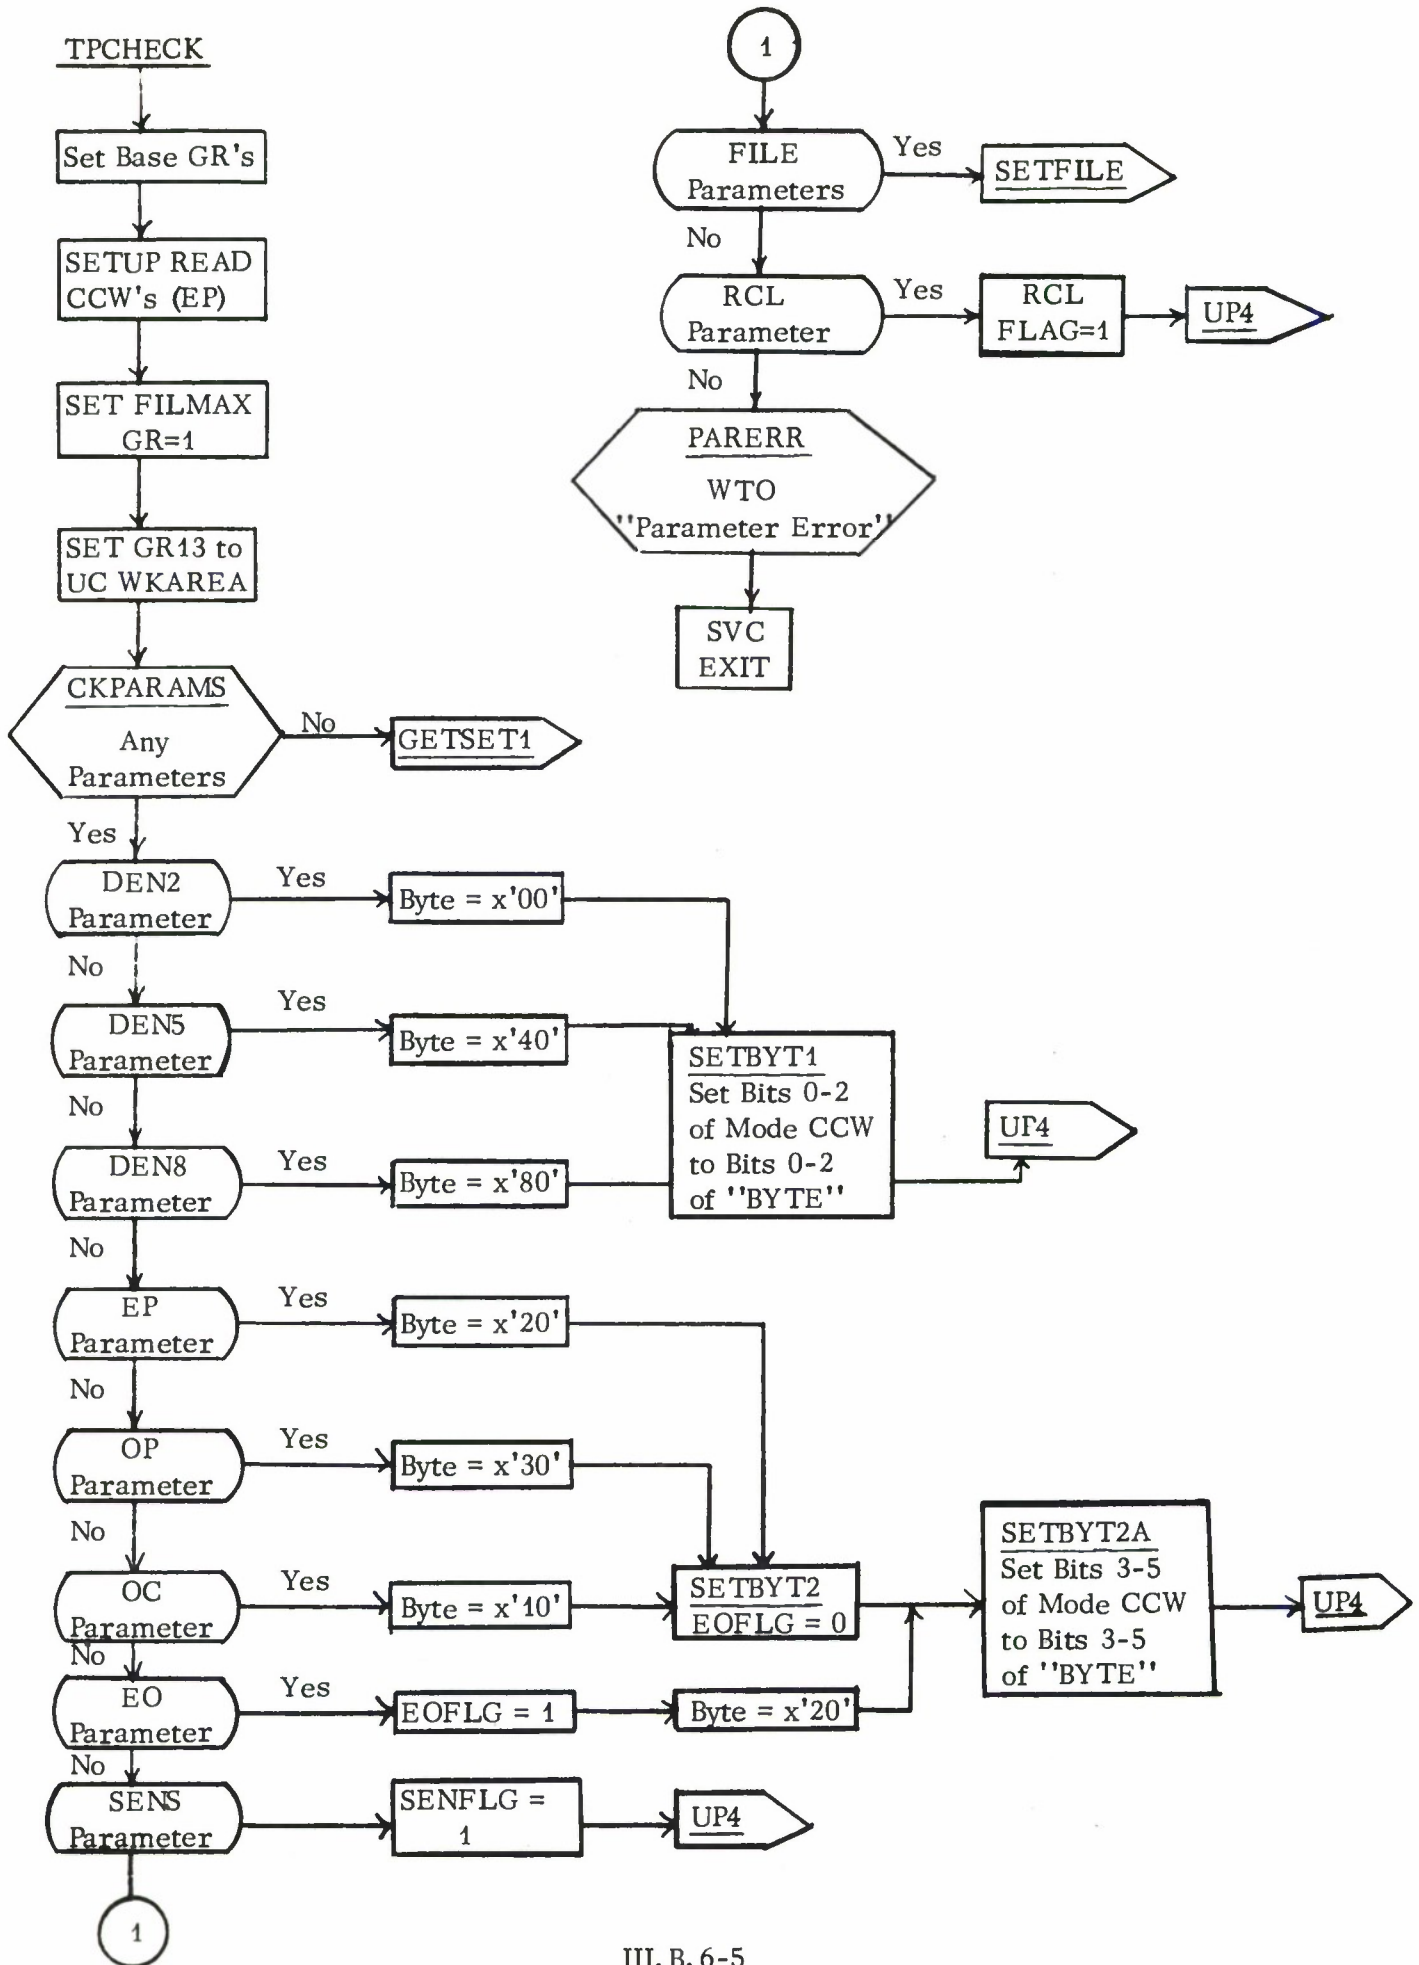 TPCHECK
Set Base GR's
SETUP READ
CCW's (EP)
SET FILMAX
GR=1
SET GR13 to
UC WKAREA
CKPARAMS
Any
Parameters
No
GETSET1
Yes
DEN2
Parameter
Yes
Byte = x'00'
No
DEN5
Parameter
Yes
Byte = x'40'
No
DEN8
Parameter
Yes
Byte = x'80'
SETBYT1
Set Bits 0-2
of Mode CCW
to Bits 0-2
of "BYTE"
UP4
No
EP
Parameter
Yes
Byte = x'20'
No
OP
Parameter
Yes
Byte = x'30'
No
OC
Parameter
Yes
Byte = x'10'
SETBYT2
EOFLG = 0
SETBYT2A
Set Bits 3-5
of Mode CCW
to Bits 3-5
of "BYTE"
UP4
No
EO
Parameter
Yes
EOFLG = 1
Byte = x'20'
No
SENS
Parameter
SENFLG =
1
UP4
1
1
FILE
Parameters
Yes
SETFILE
No
RCL
Parameter
Yes
RCL
FLAG=1
UP4
No
PARERR
WTO
"Parameter Error"
SVC
EXIT
III. B. 6-5